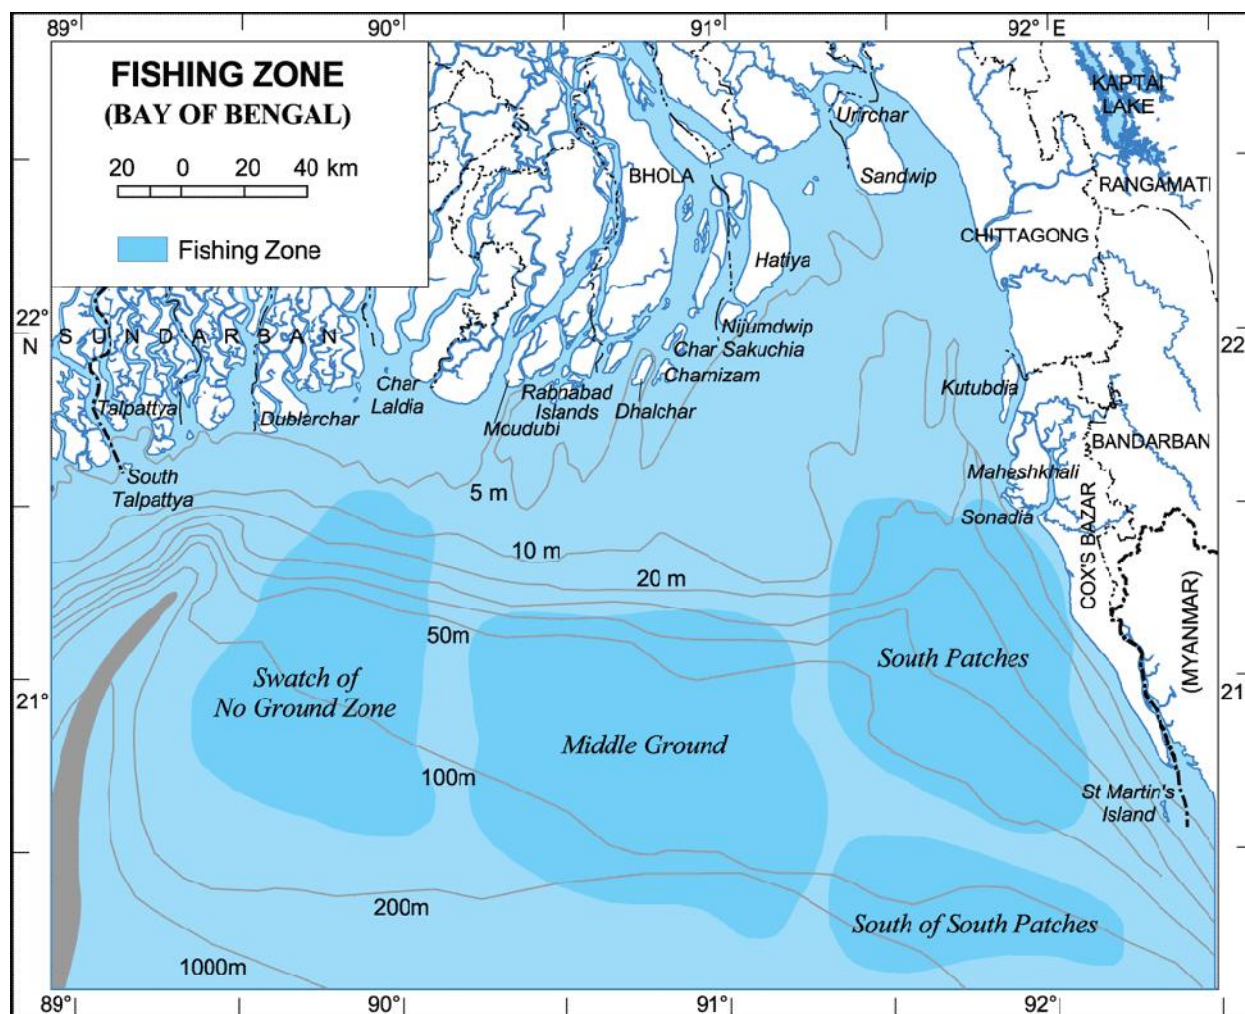 89°
90°
91°
92° E
FISHING ZONE
(BAY OF BENGAL)
20 0 20 40 km
Fishing Zone
KAPTAI
LAKE
Urirchar
BHOLA
Sandwip
RANGAMATI
CHITTAGONG
Hatiya
22°
N
SUNDARBAN
Nijumdwip
Char Sakuchia
Charnizam
22
Char
Laldia
Rabnabad
Islands
Dhalchar
Kutubdia
Talpattya
Dublarchar
Moudubi
BANDARBAN
South
Talpattya
5 m
Maheshkhali
Sonadia
COX'S BAZAR
10 m
20 m
50m
(MYANMAR)
South Patches
Swatch of
No Ground Zone
21°
21
Middle Ground
100m
St Martin's
Island
200m
South of South Patches
1000m
89°
90°
91°
92°